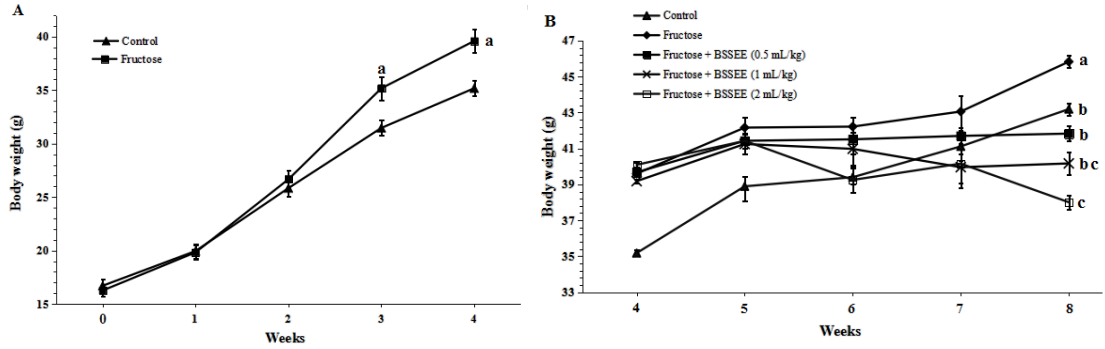 A
Control
Fructose
Body weight (g)
40
35
30
25
20
15
a
a
0 1 2 3 4
Weeks
B
Control
Fructose
Fructose + BSSEE (0.5 mL/kg)
Fructose + BSSEE (1 mL/kg)
Fructose + BSSEE (2 mL/kg)
Body weight (g)
47
45
43
41
39
37
35
33
a
b
b
b c
c
4 5 6 7 8
Weeks